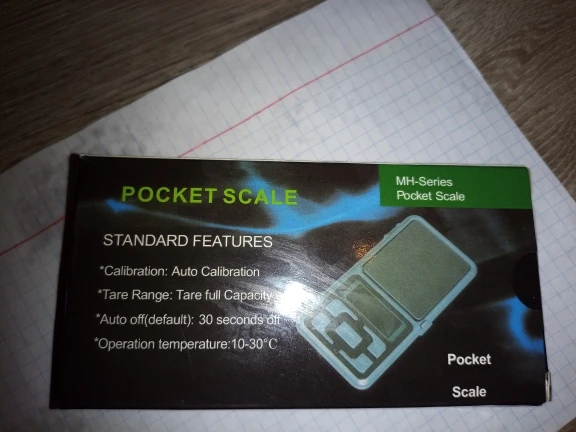 POCKET SCALE
MH-Series
Pocket Scale
STANDARD FEATURES
*Calibration: Auto Calibration
*Tare Range: Tare full Capacity
*Auto off(default): 30 seconds off
*Operation temperature:10-30°C
Pocket
Scale